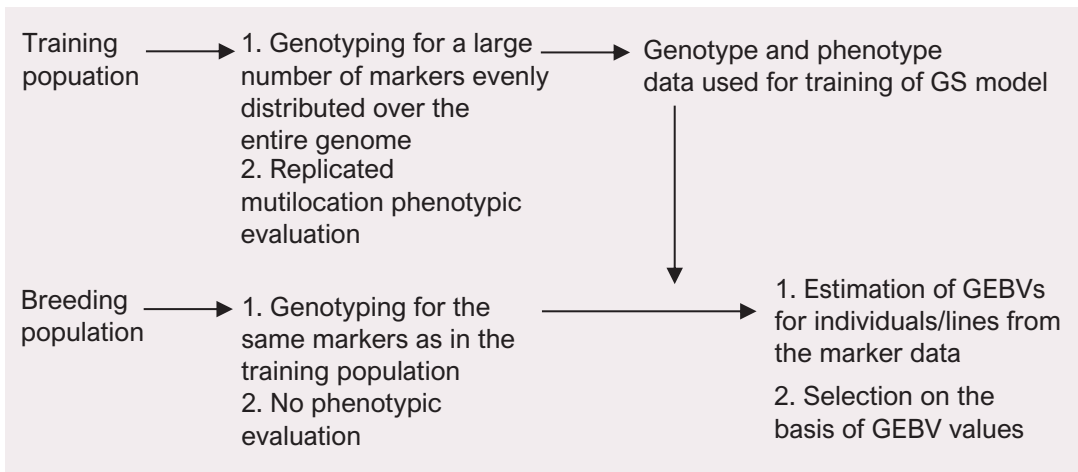 Training
popuation
1. Genotyping for a large
number of markers evenly
distributed over the
entire genome
2. Replicated
mutilocation phenotypic
evaluation
Genotype and phenotype
data used for training of GS model
Breeding
population
1. Genotyping for the
same markers as in the
training population
2. No phenotypic
evaluation
1. Estimation of GEBVs
for individuals/lines from
the marker data
2. Selection on the
basis of GEBV values